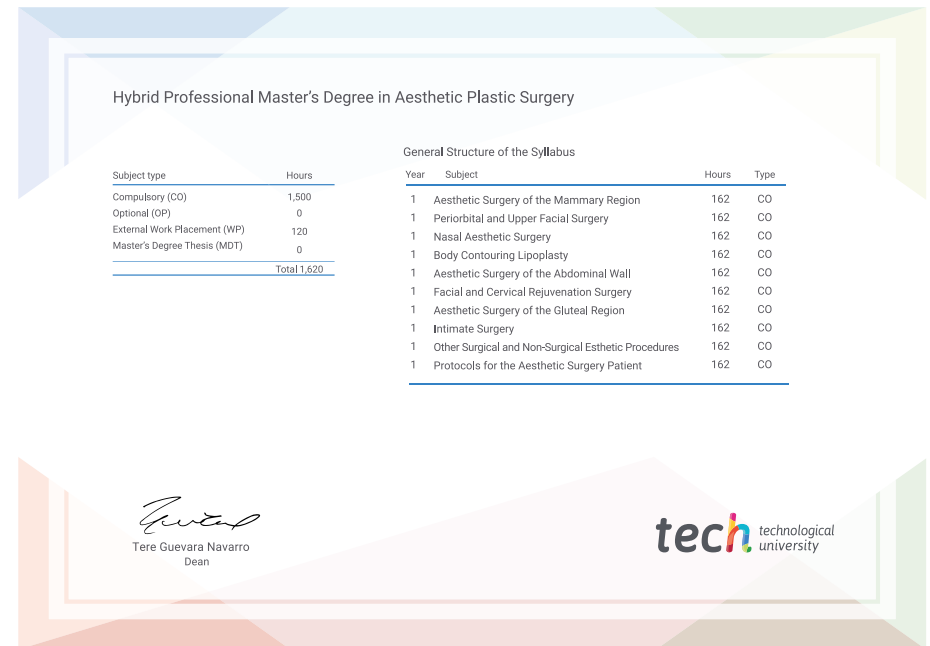 Hybrid Professional Master's Degree in Aesthetic Plastic Surgery
Subject type Hours
Compulsory (CO) 1,500
Optional (OP) 0
External Work Placement (WP) 120
Master's Degree Thesis (MDT) 0
Total 1,620
General Structure of the Syllabus
Year Subject Hours Type
1 Aesthetic Surgery of the Mammary Region 162 CO
1 Periorbital and Upper Facial Surgery 162 CO
1 Nasal Aesthetic Surgery 162 CO
1 Body Contouring Lipoplasty 162 CO
1 Aesthetic Surgery of the Abdominal Wall 162 CO
1 Facial and Cervical Rejuvenation Surgery 162 CO
1 Aesthetic Surgery of the Gluteal Region 162 CO
1 Intimate Surgery 162 CO
1 Other Surgical and Non-Surgical Esthetic Procedures 162 CO
1 Protocols for the Aesthetic Surgery Patient 162 CO
Tere Guevara Navarro
Dean
tech technological
university